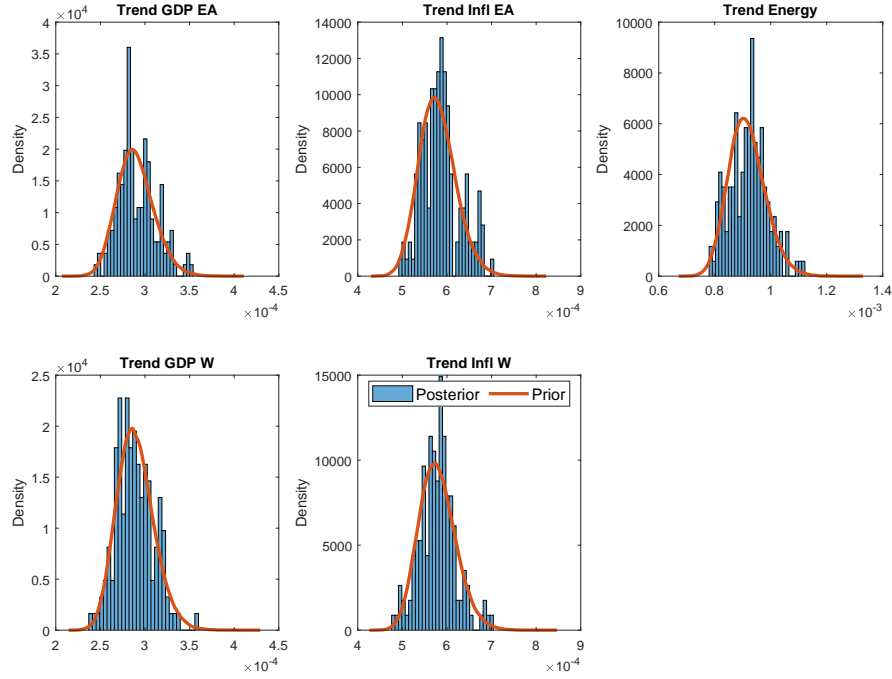 Trend GDP EA
×10⁴
Density
4
3.5
3
2.5
2
1.5
1
0.5
0
2 2.5 3 3.5 4 4.5
×10⁻⁴
Trend Infl EA
Density
14000
12000
10000
8000
6000
4000
2000
0
4 5 6 7 8 9
×10⁻⁴
Trend Energy
Density
10000
8000
6000
4000
2000
0
0.6 0.8 1 1.2 1.4
×10⁻³
Trend GDP W
×10⁴
Density
2.5
2
1.5
1
0.5
0
2 2.5 3 3.5 4 4.5
×10⁻⁴
Trend Infl W
Posterior Prior
Density
15000
10000
5000
0
4 5 6 7 8 9
×10⁻⁴